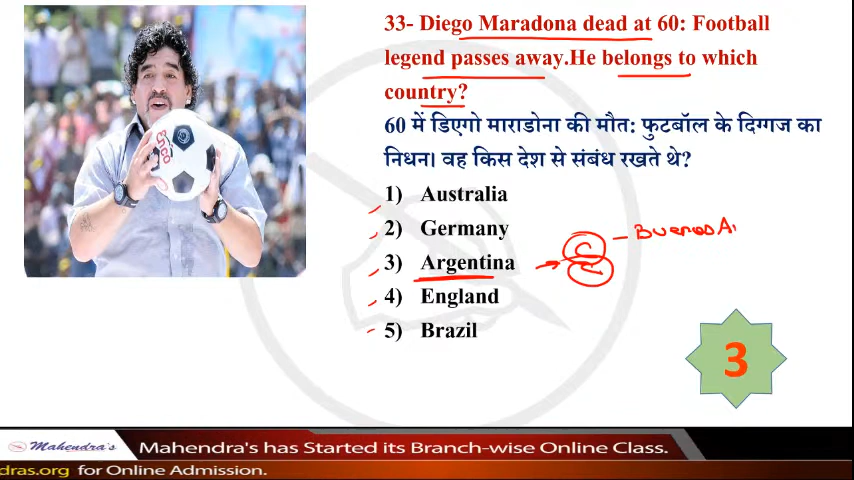 33- Diego Maradona dead at 60: Football
legend passes away.He belongs to which
country?
60 में डिएगो माराडोना की मौत: फुटबॉल के दिग्गज का
निधन। वह किस देश से संबंध रखते थे?
1) Australia
2) Germany
3) Argentina
4) England
5) Brazil
C - Buenos Ai
C
3
Mahendra's
Mahendra's has Started its Branch-wise Online Class.
dras.org for Online Admission.